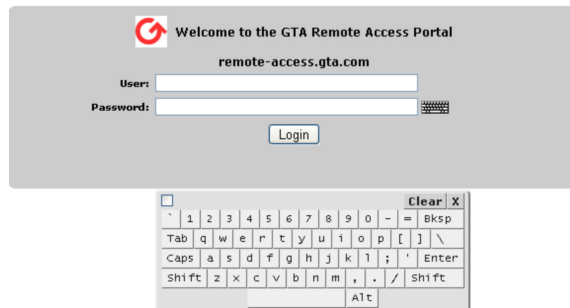 Welcome to the GTA Remote Access Portal
remote-access.gta.com
User:
Password:
Login
Clear X
` 1 2 3 4 5 6 7 8 9 0 - = Bksp
Tab q w e r t y u i o p [ ] \
Caps a s d f g h j k l ; ' Enter
Shift z x c v b n m , . / Shift
Alt